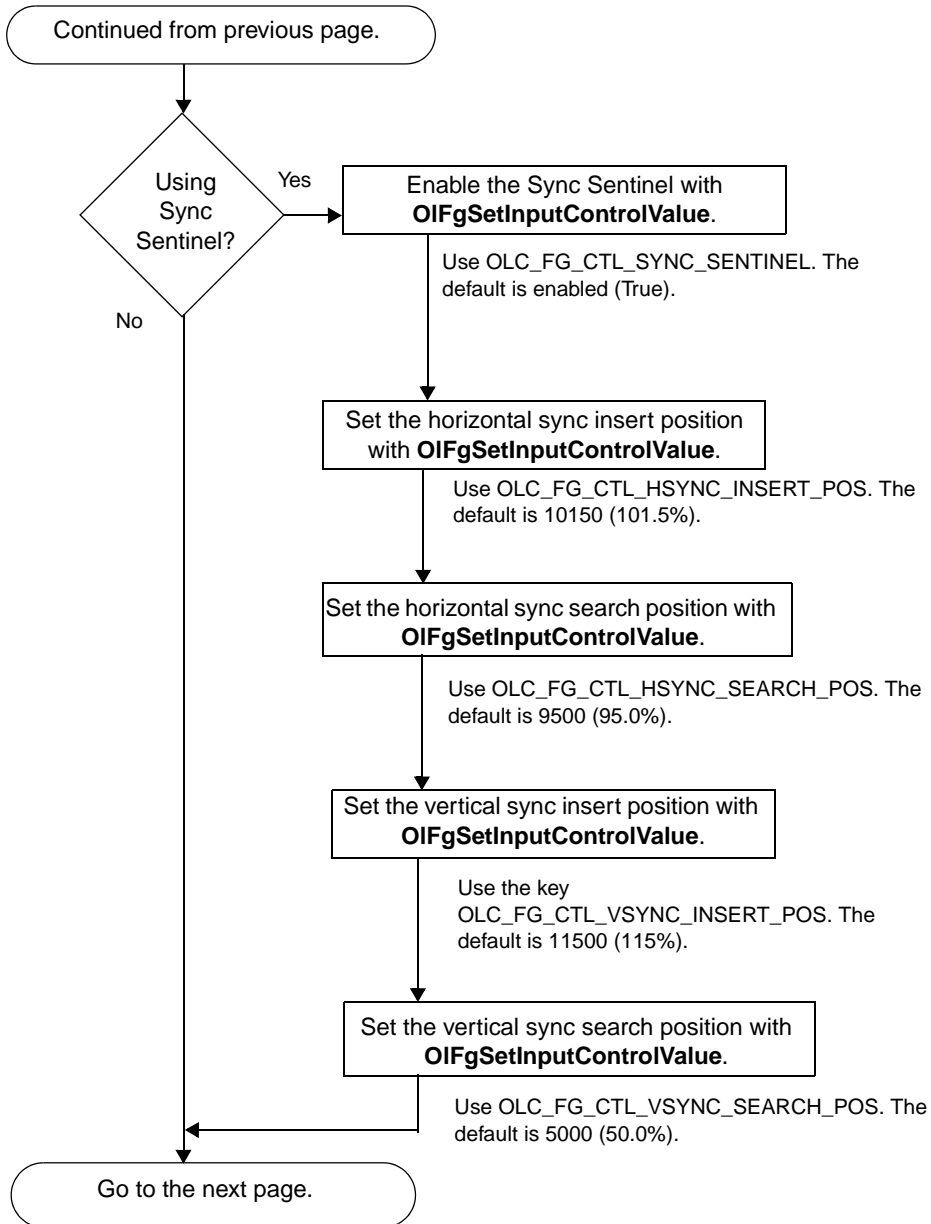 Continued from previous page.
Using
Sync
Sentinel?
Yes
No
Enable the Sync Sentinel with
OlFgSetInputControlValue.
Use OLC_FG_CTL_SYNC_SENTINEL. The
default is enabled (True).
Set the horizontal sync insert position
with OlFgSetInputControlValue.
Use OLC_FG_CTL_HSYNC_INSERT_POS. The
default is 10150 (101.5%).
Set the horizontal sync search position with
OlFgSetInputControlValue.
Use OLC_FG_CTL_HSYNC_SEARCH_POS. The
default is 9500 (95.0%).
Set the vertical sync insert position with
OlFgSetInputControlValue.
Use the key
OLC_FG_CTL_VSYNC_INSERT_POS. The
default is 11500 (115%).
Set the vertical sync search position with
OlFgSetInputControlValue.
Use OLC_FG_CTL_VSYNC_SEARCH_POS. The
default is 5000 (50.0%).
Go to the next page.